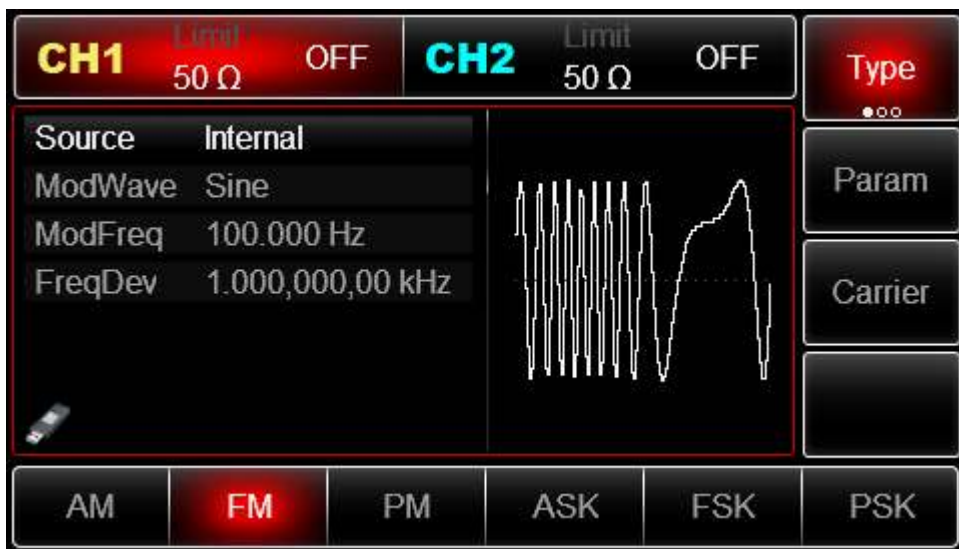 CH1 Limit 50 Ω OFF
CH2 Limit 50 Ω OFF
Type
Source Internal
ModWave Sine
ModFreq 100.000 Hz
FreqDev 1.000,000,00 kHz
Param
Carrier
AM FM PM ASK FSK PSK